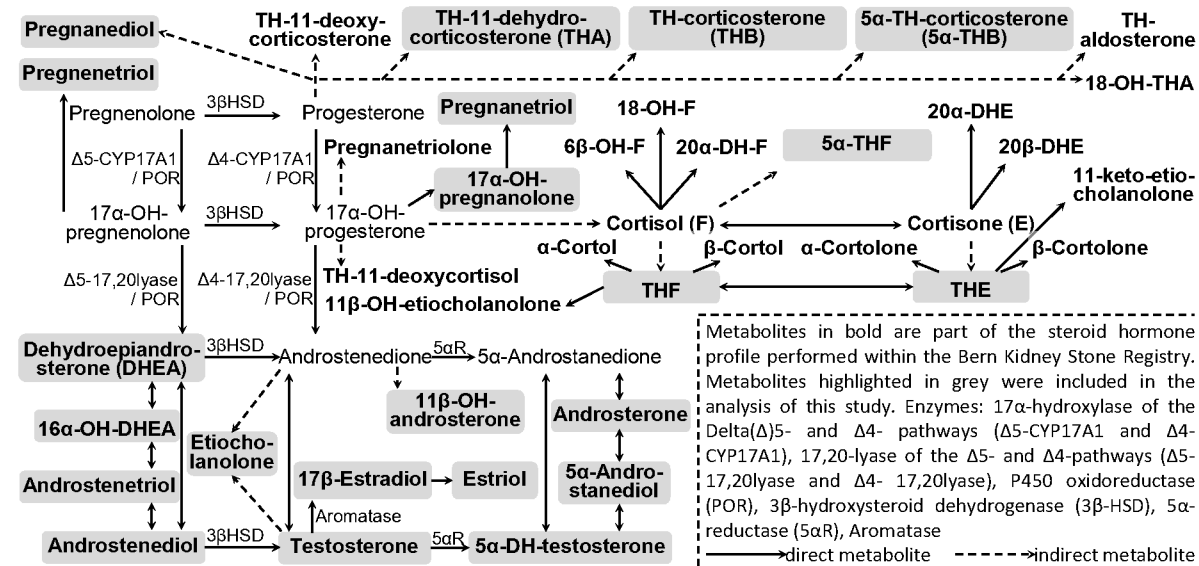 Pregnanediol
TH-11-deoxy-
corticosterone
TH-11-dehydro-
corticosterone (THA)
TH-corticosterone
(THB)
5α-TH-corticosterone
(5α-THB)
TH-
aldosterone
Pregnenetriol
18-OH-THA
Pregnenolone
3βHSD
Progesterone
Pregnanetriol
18-OH-F
20α-DHE
Δ5-CYP17A1
/ POR
Δ4-CYP17A1
/ POR
Pregnanetriolone
6β-OH-F
20α-DH-F
5α-THF
20β-DHE
17α-OH-
pregnanolone
11-keto-etio-
cholanolone
17α-OH-
pregnenolone
3βHSD
17α-OH-
progesterone
Cortisol (F)
Cortisone (E)
α-Cortol
β-Cortol
α-Cortolone
β-Cortolone
Δ5-17,20lyase
/ POR
Δ4-17,20lyase
/ POR
TH-11-deoxycortisol
11β-OH-etiocholanolone
THF
THE
Dehydroepiandro-
sterone (DHEA)
3βHSD
Androstenedione
5αR
5α-Androstanedione
16α-OH-DHEA
Etiocho-
lanolone
11β-OH-
androsterone
Androsterone
Androstenetriol
17β-Estradiol
Estriol
5α-Andro-
stanediol
Aromatase
Androstenediol
3βHSD
Testosterone
5αR
5α-DH-testosterone
Metabolites in bold are part of the steroid hormone
profile performed within the Bern Kidney Stone Registry.
Metabolites highlighted in grey were included in the
analysis of this study. Enzymes: 17α-hydroxylase of the
Delta(Δ)5- and Δ4- pathways (Δ5-CYP17A1 and Δ4-
CYP17A1), 17,20-lyase of the Δ5- and Δ4-pathways (Δ5-
17,20lyase and Δ4- 17,20lyase), P450 oxidoreductase
(POR), 3β-hydroxysteroid dehydrogenase (3β-HSD), 5α-
reductase (5αR), Aromatase
direct metabolite
indirect metabolite